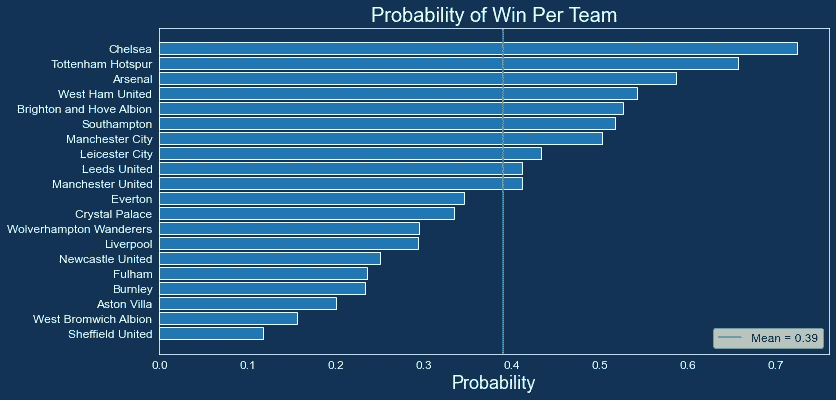 Probability of Win Per Team
Chelsea
Tottenham Hotspur
Arsenal
West Ham United
Brighton and Hove Albion
Southampton
Manchester City
Leicester City
Leeds United
Manchester United
Everton
Crystal Palace
Wolverhampton Wanderers
Liverpool
Newcastle United
Fulham
Burnley
Aston Villa
West Bromwich Albion
Sheffield United
Mean = 0.39
0.0 0.1 0.2 0.3 0.4 0.5 0.6 0.7
Probability